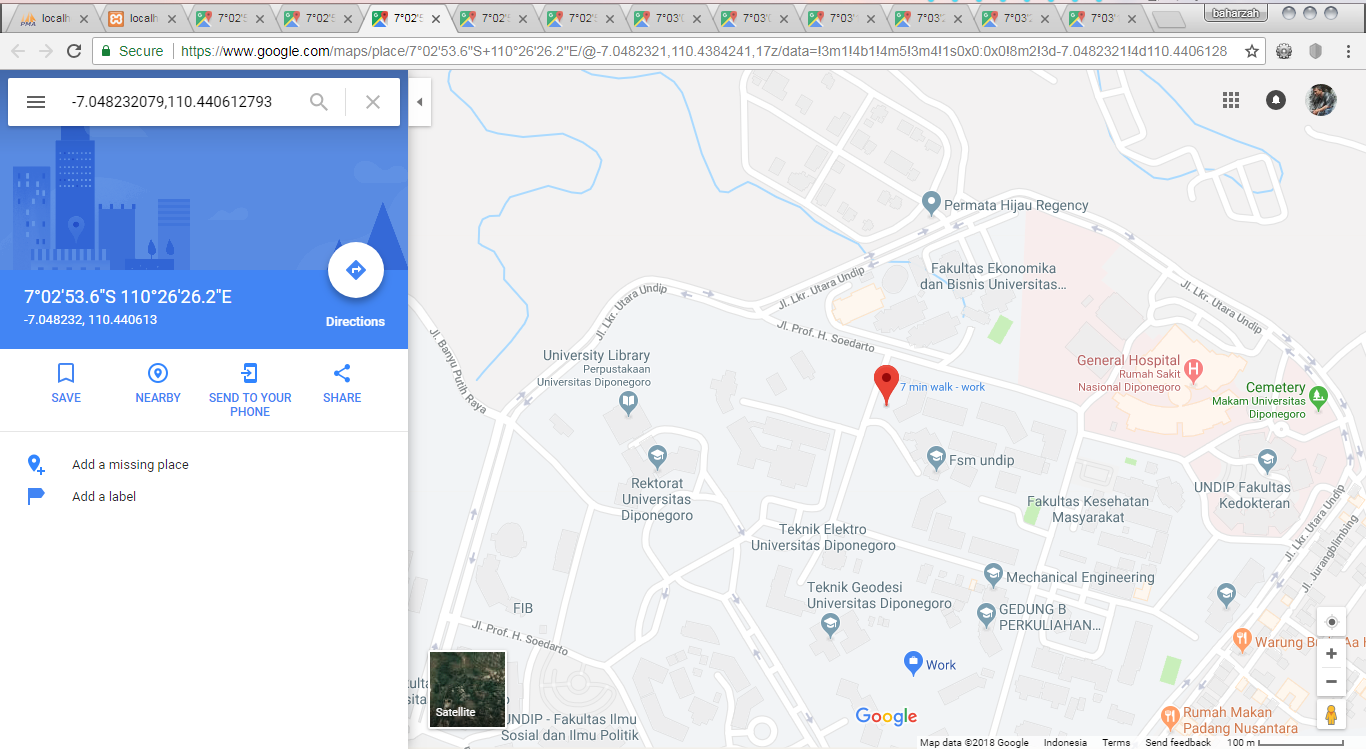 localh
localh
7°02'5
7°02'5
7°02'5
7°02'5
7°02'5
7°03'0
7°03'
7°03'
7°03'2
7°03'2
7°03'
baharzah
Secure
https://www.google.com/maps/place/7°02'53.6"S+110°26'26.2"E/@-7.0482321,110.4384241,17z/data=!3m1!4b1!4m5!3m4!1s0x0:0x0!8m2!3d-7.0482321!4d110.4406128
-7.048232079,110.440612793
7°02'53.6"S 110°26'26.2"E
-7.048232, 110.440613
Directions
SAVE
NEARBY
SEND TO YOUR
PHONE
SHARE
Add a missing place
Add a label
Permata Hijau Regency
Fakultas Ekonomika
dan Bisnis Universitas...
Jl. Lkr. Utara Undip
Jl. Lkr. Utara Undip
Jl. Lkr. Utara Undip
Jl. Prof. H. Soedarto
Jl. Banyu Putih Raya
University Library
Perpustakaan
Universitas Diponegoro
7 min walk - work
General Hospital
Rumah Sakit
Nasional Diponegoro
Cemetery
Makam Universitas
Diponegoro
Fsm undip
Rektorat
Universitas
Diponegoro
UNDIP Fakultas
Kedokteran
Fakultas Kesehatan
Masyarakat
Teknik Elektro
Universitas Diponegoro
Jl. Lkr. Utara Undip
Jl. Jurangblimbing
Mechanical Engineering
Teknik Geodesi
Universitas Diponegoro
GEDUNG B
PERKULIAHAN...
FIB
Jl. Prof. H. Soedarto
Warung B
Aa R
Work
Satellite
UNDIP - Fakultas Ilmu
Sosial dan Ilmu Politik
Rumah Makan
Padang Nusantara
Google
Map data ©2018 Google
Indonesia
Terms
Send feedback
100 m